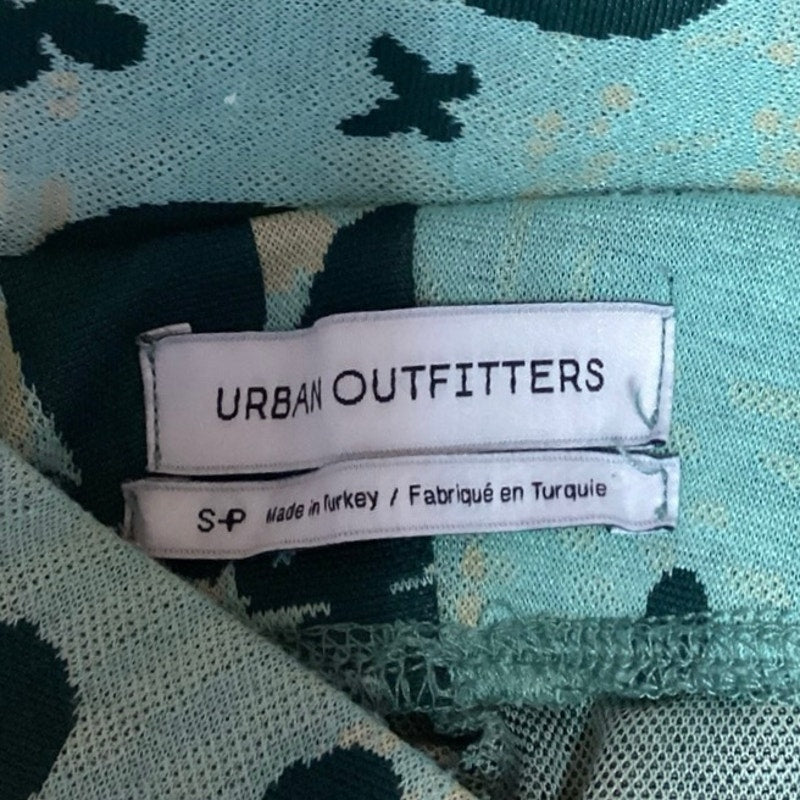 URBAN OUTFITTERS
S-P Made in Turkey / Fabriqué en Turquie